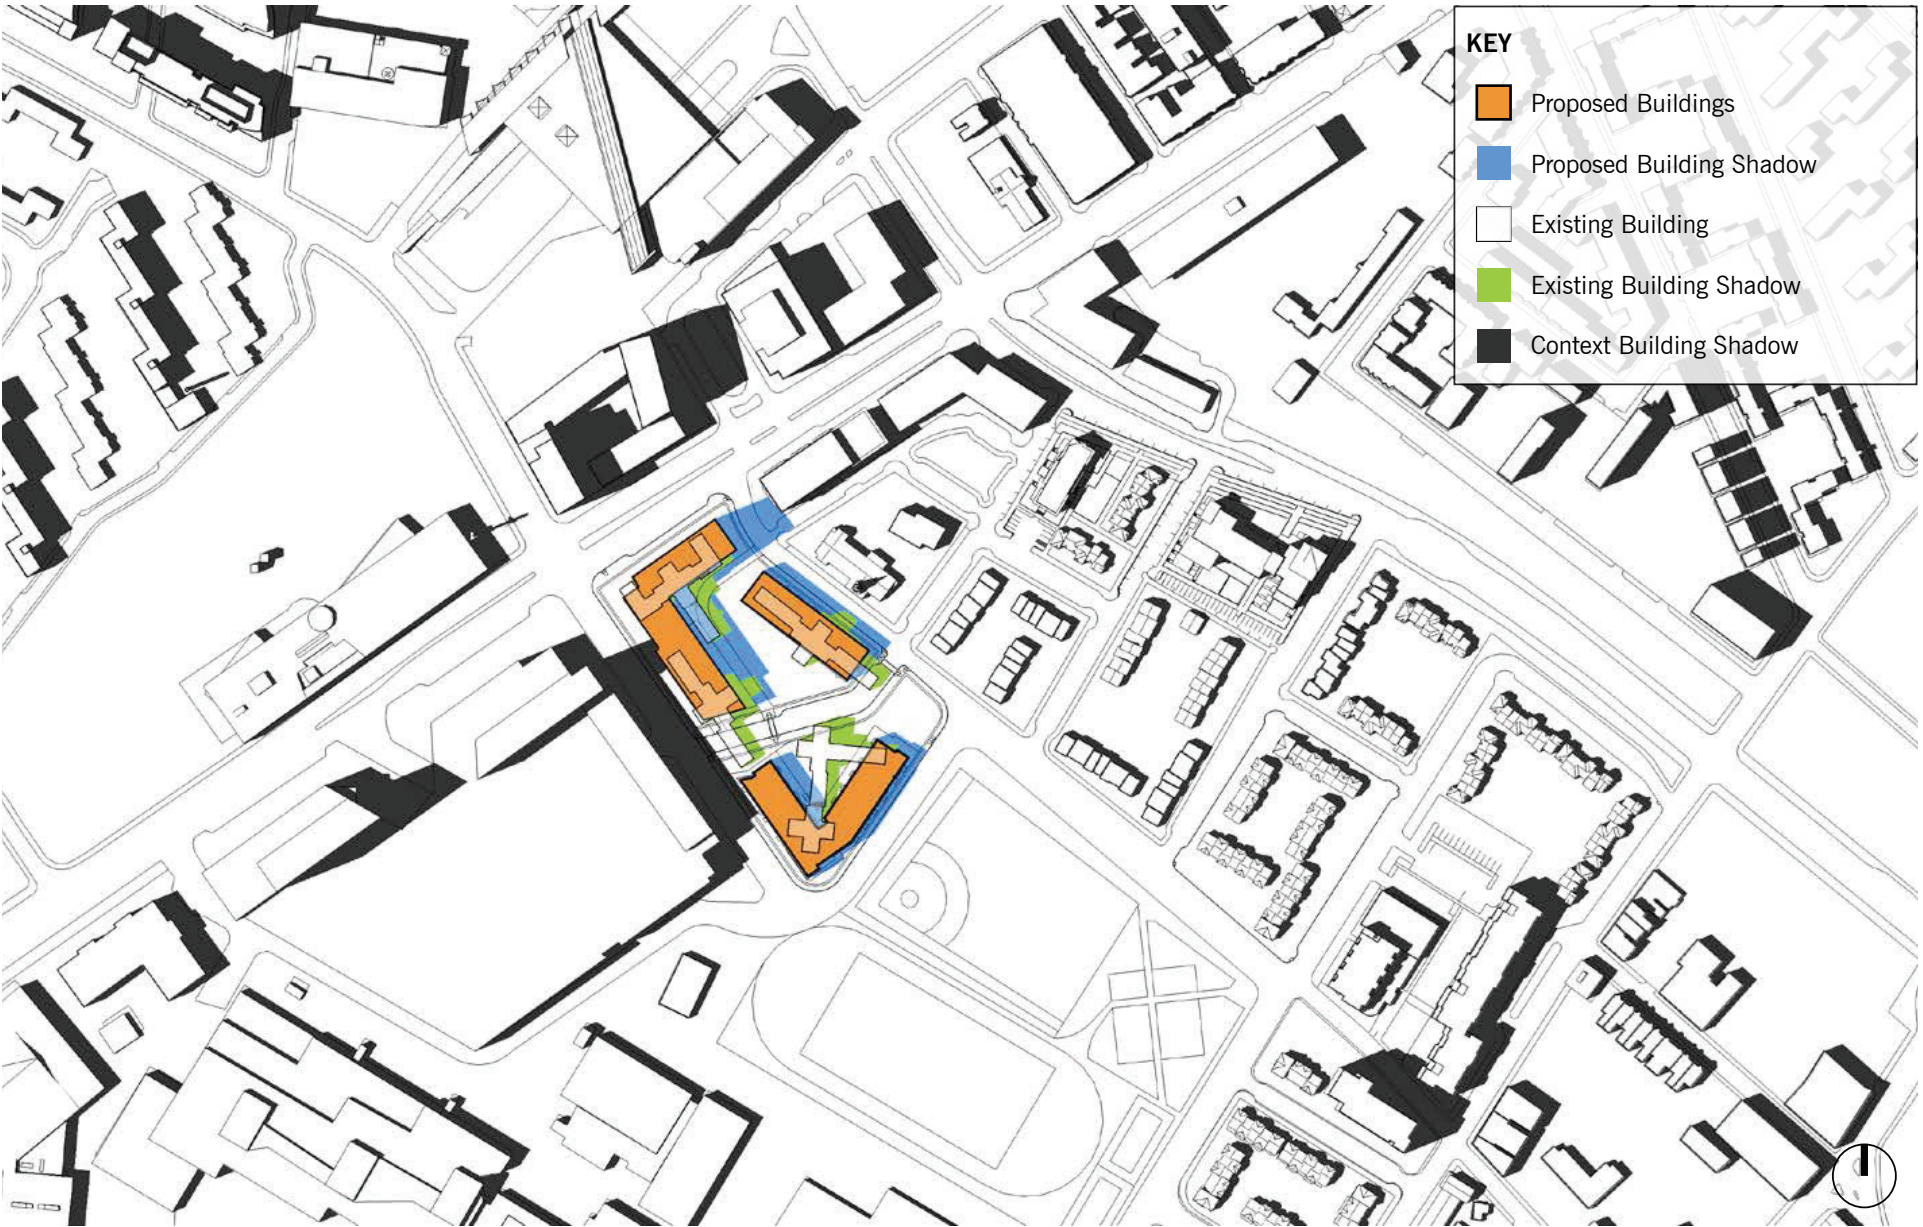 KEY
Proposed Buildings
Proposed Building Shadow
Existing Building
Existing Building Shadow
Context Building Shadow